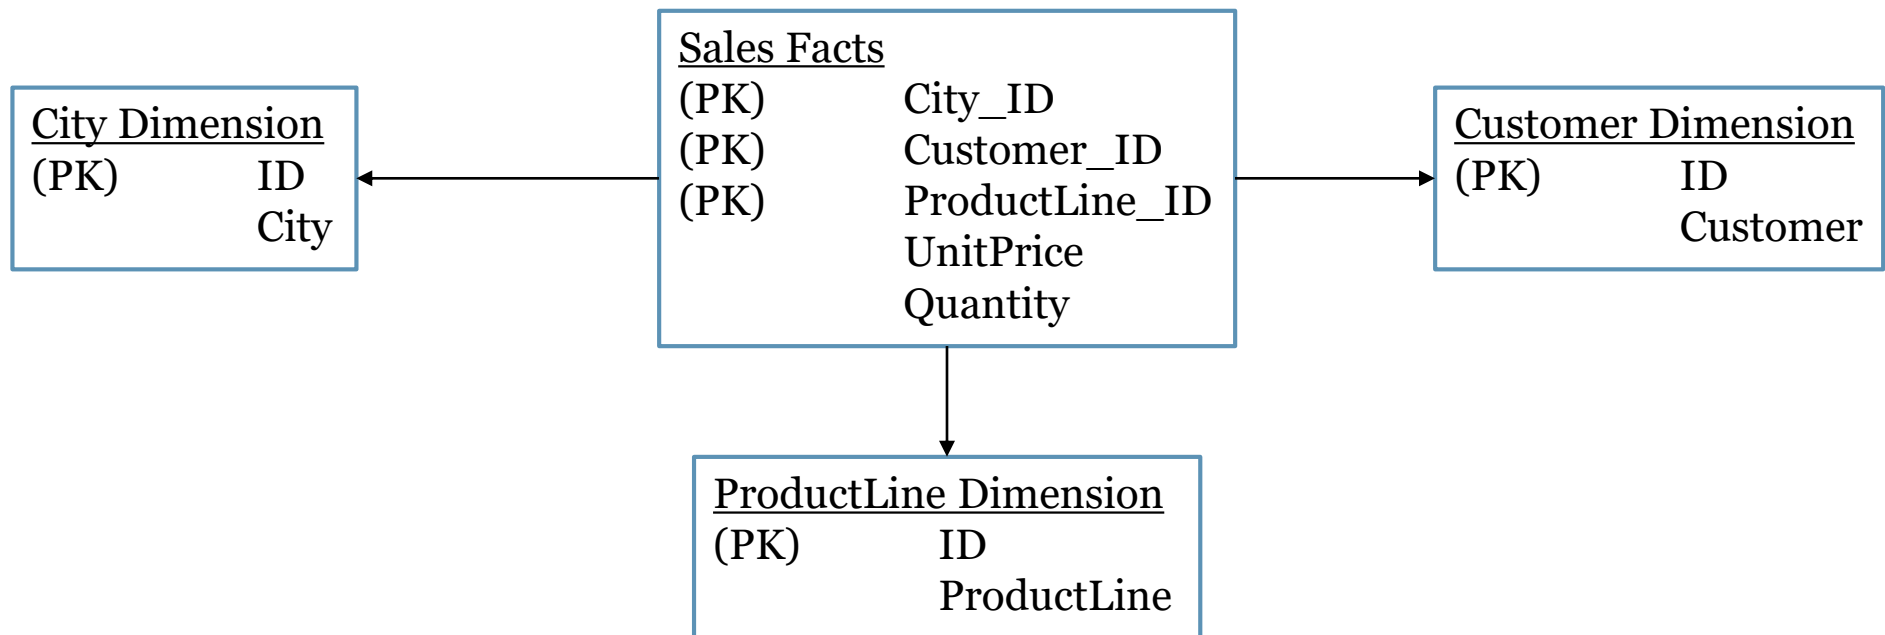 Sales Facts
(PK) City_ID
(PK) Customer_ID
(PK) ProductLine_ID
UnitPrice
Quantity
City Dimension
(PK) ID
City
Customer Dimension
(PK) ID
Customer
ProductLine Dimension
(PK) ID
ProductLine